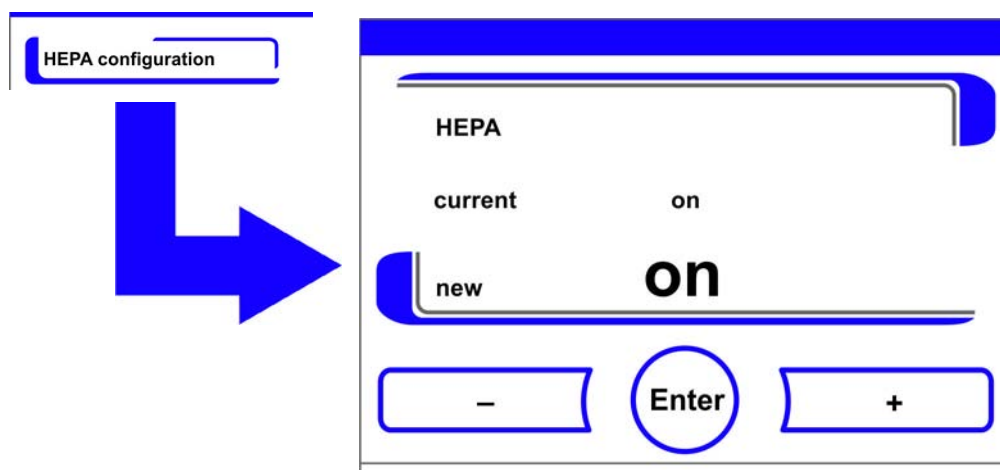 HEPA configuration
HEPA
current on
new on
– Enter +